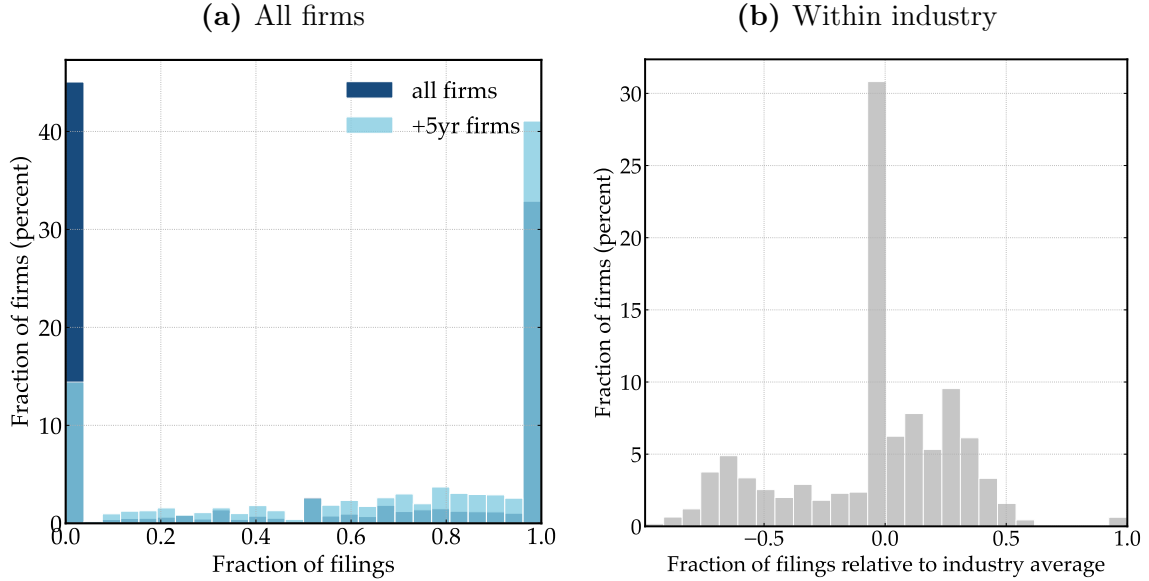 (a) All firms
all firms
+5yr firms
Fraction of firms (percent)
40
30
20
10
0
0.0 0.2 0.4 0.6 0.8 1.0
Fraction of filings
(b) Within industry
Fraction of firms (percent)
30
25
20
15
10
5
0
−0.5 0.0 0.5 1.0
Fraction of filings relative to industry average